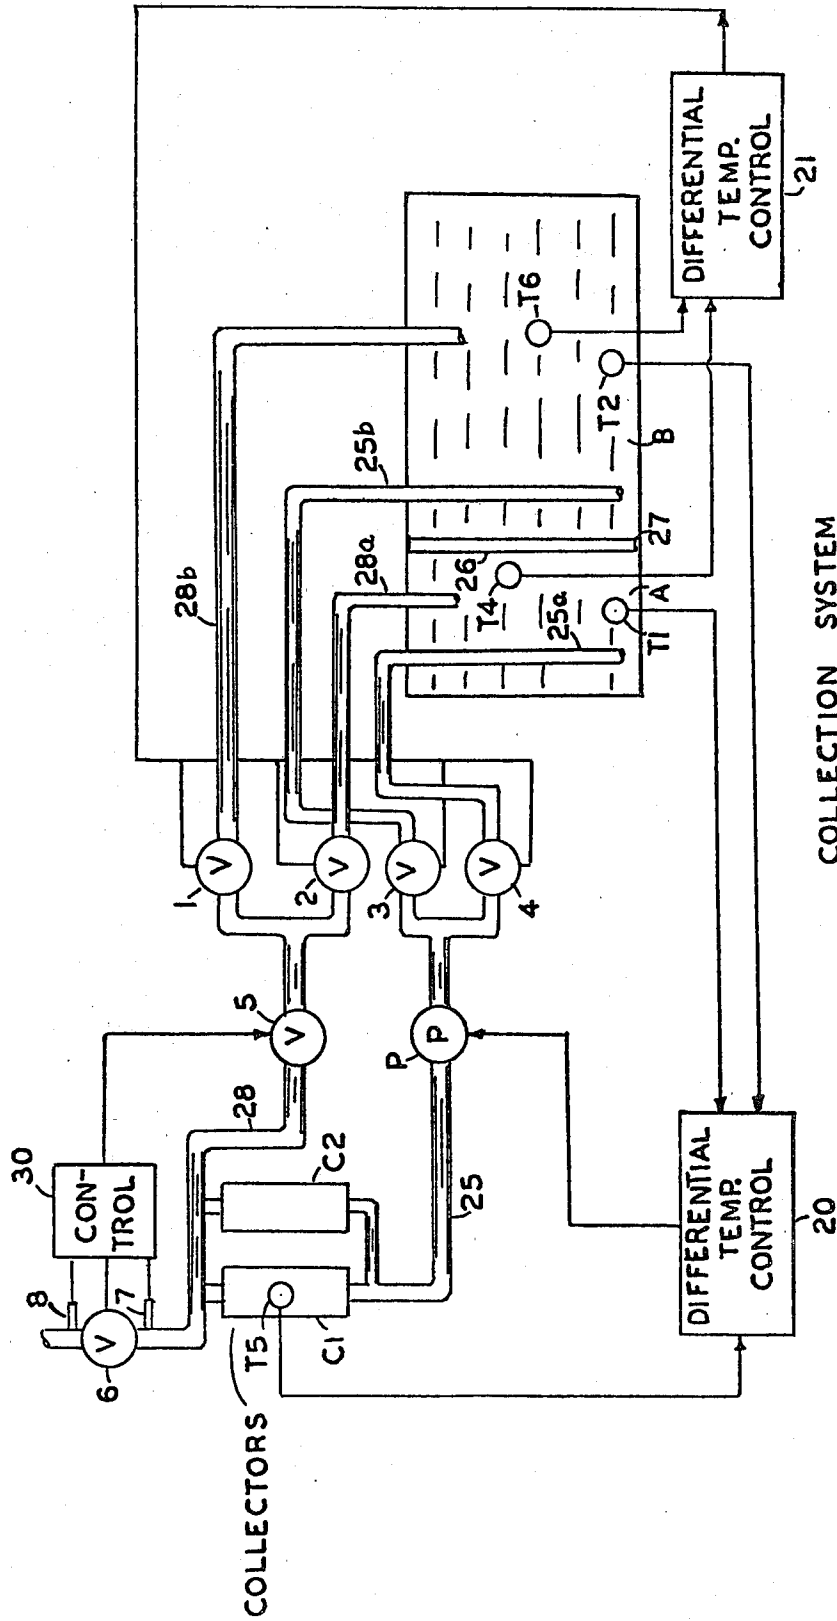 8
30
CON-
TROL
V
6
7
28
5
V
COLLECTORS
T5
C1
C2
25
P
P
1
V
2
V
3
V
4
V
28b
28a
25b
25a
T4
26
27
T1
A
T6
T2
B
DIFFERENTIAL
TEMP.
CONTROL
20
DIFFERENTIAL
TEMP.
CONTROL
21
COLLECTION SYSTEM